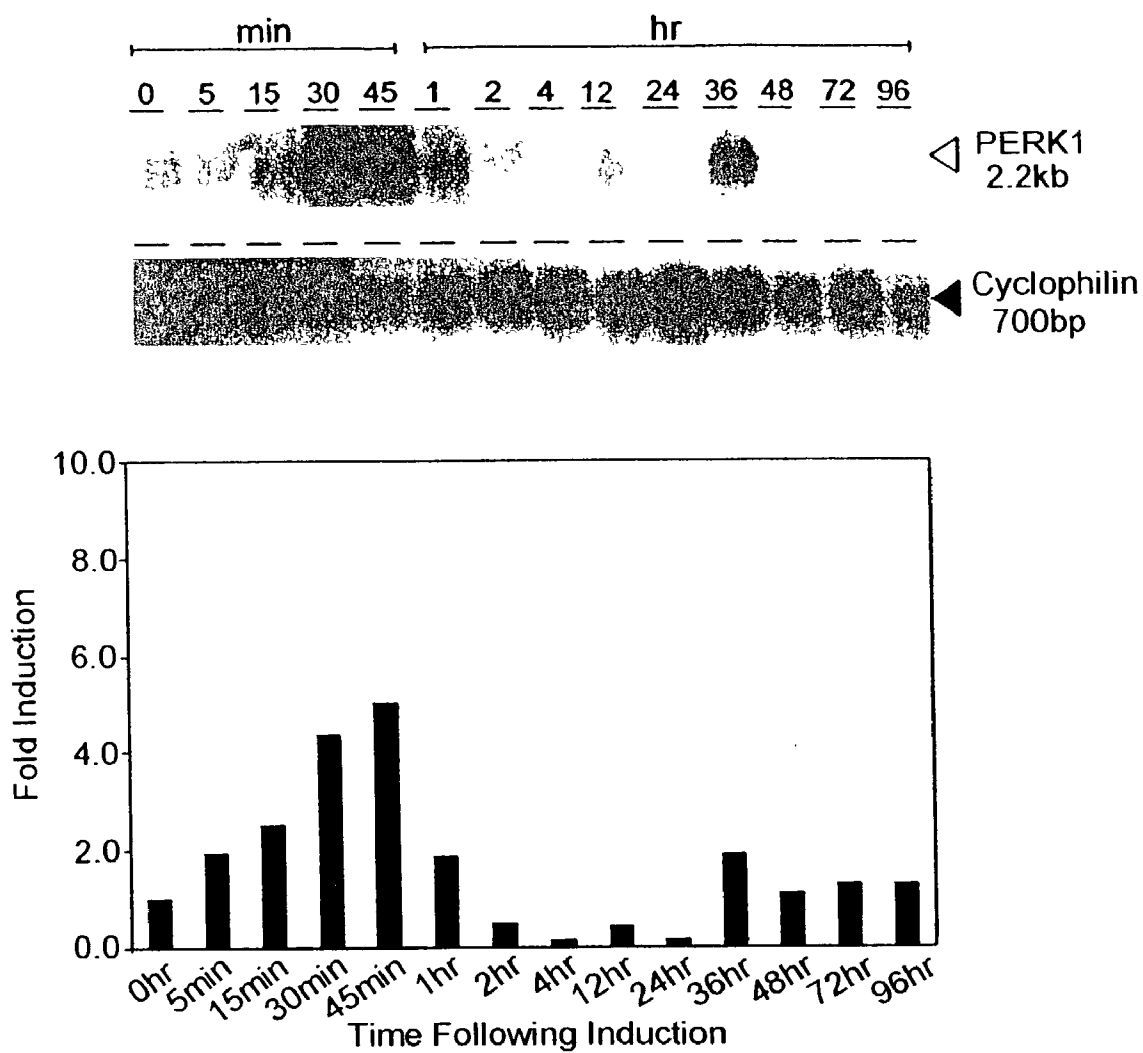 min hr
0 5 15 30 45 1 2 4 12 24 36 48 72 96
PERK1
2.2kb
Cyclophilin
700bp
10.0
8.0
6.0
4.0
2.0
0.0
Fold Induction
0hr 5min 15min 30min 45min 1hr 2hr 4hr 12hr 24hr 36hr 48hr 72hr 96hr
Time Following Induction